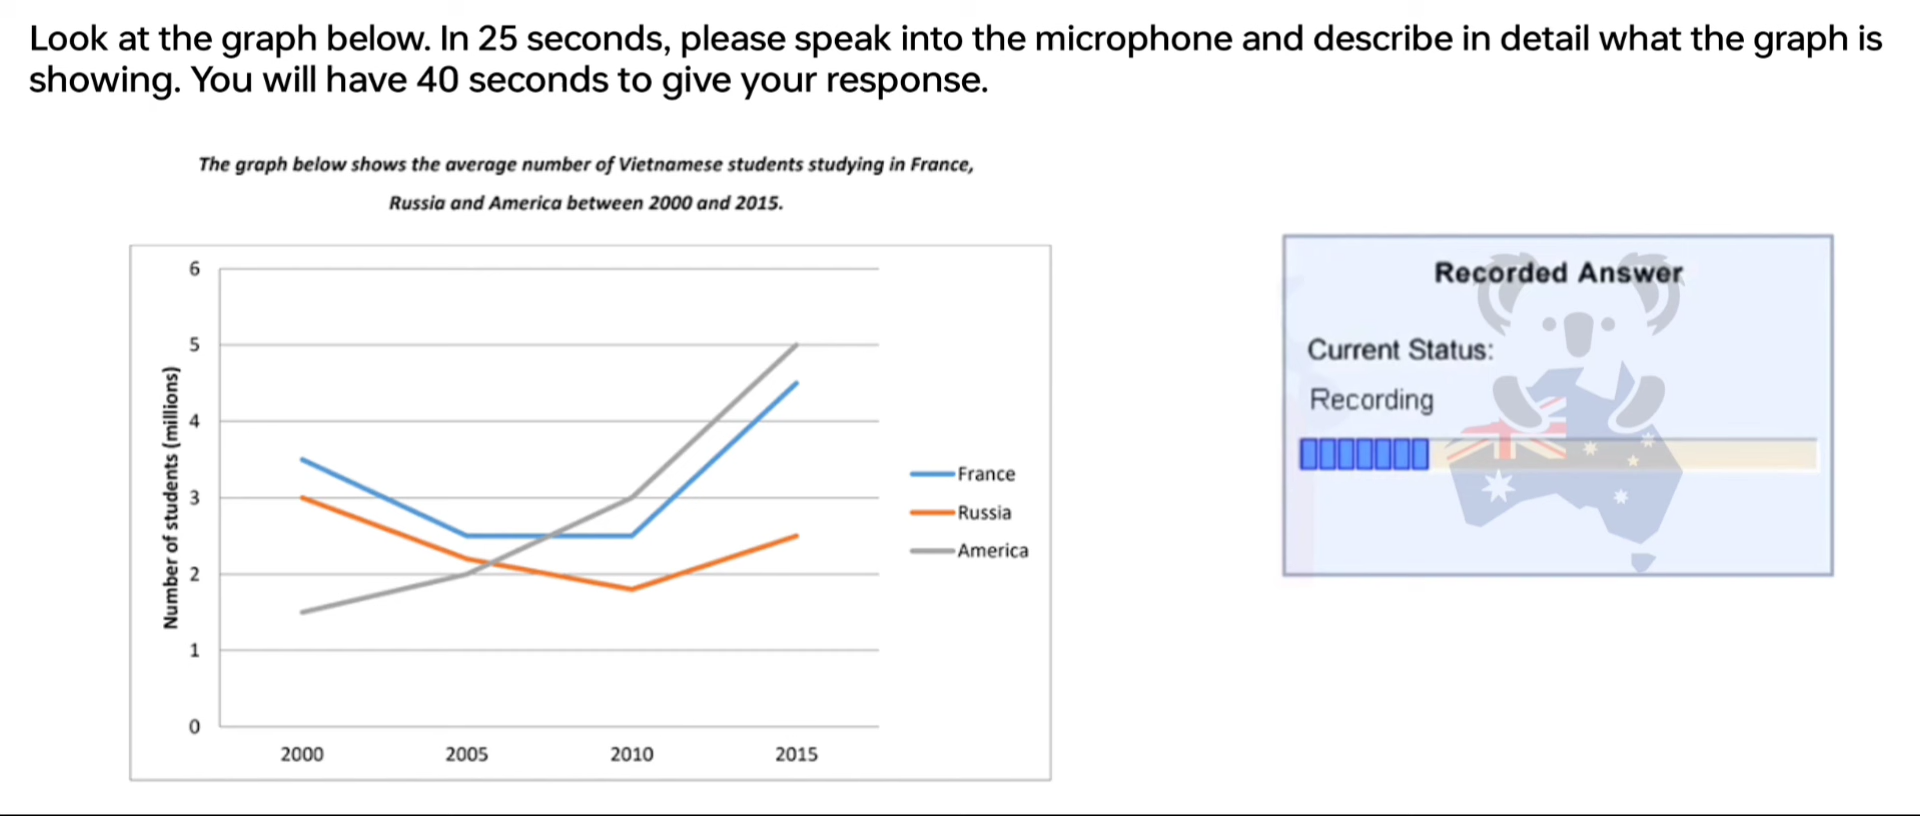 Look at the graph below. In 25 seconds, please speak into the microphone and describe in detail what the graph is
showing. You will have 40 seconds to give your response.
The graph below shows the average number of Vietnamese students studying in France,
Russia and America between 2000 and 2015.
Number of students (millions)
6
5
4
3
2
1
0
2000 2005 2010 2015
France
Russia
America
Recorded Answer
Current Status:
Recording